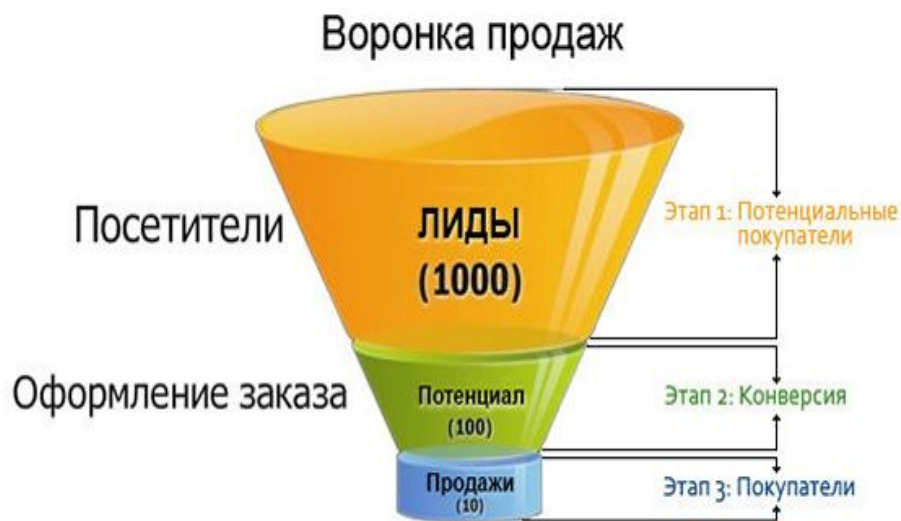 Воронка продаж
Посетители
ЛИДЫ
(1000)
Этап 1: Потенциальные
покупатели
Оформление заказа
Потенциал
(100)
Этап 2: Конверсия
Продажи
(10)
Этап 3: Покупатели